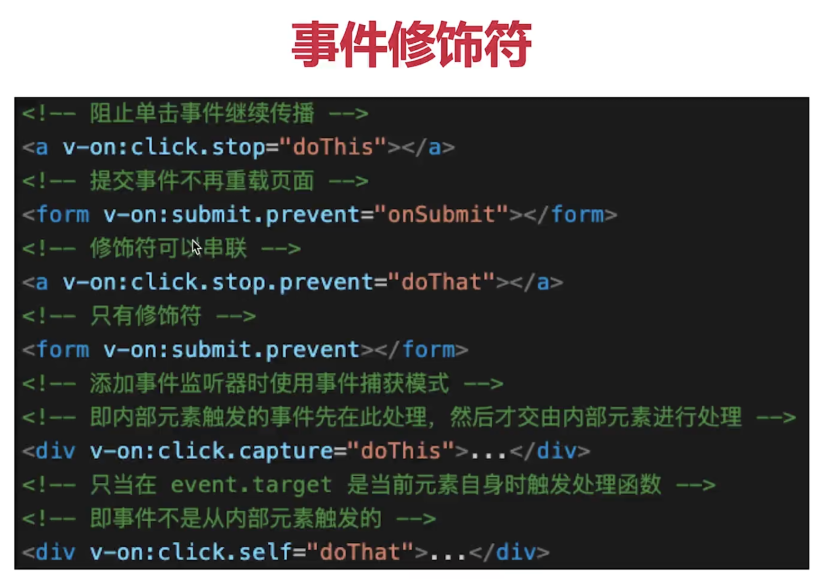 事件修饰符
<!-- 阻止单击事件继续传播 -->
<a v-on:click.stop="doThis"></a>
<!-- 提交事件不再重载页面 -->
<form v-on:submit.prevent="onSubmit"></form>
<!-- 修饰符可以串联 -->
<a v-on:click.stop.prevent="doThat"></a>
<!-- 只有修饰符 -->
<form v-on:submit.prevent></form>
<!-- 添加事件监听器时使用事件捕获模式 -->
<!-- 即内部元素触发的事件先在此处理，然后才交由内部元素进行处理 -->
<div v-on:click.capture="doThis">...</div>
<!-- 只当在 event.target 是当前元素自身时触发处理函数 -->
<!-- 即事件不是从内部元素触发的 -->
<div v-on:click.self="doThat">...</div>